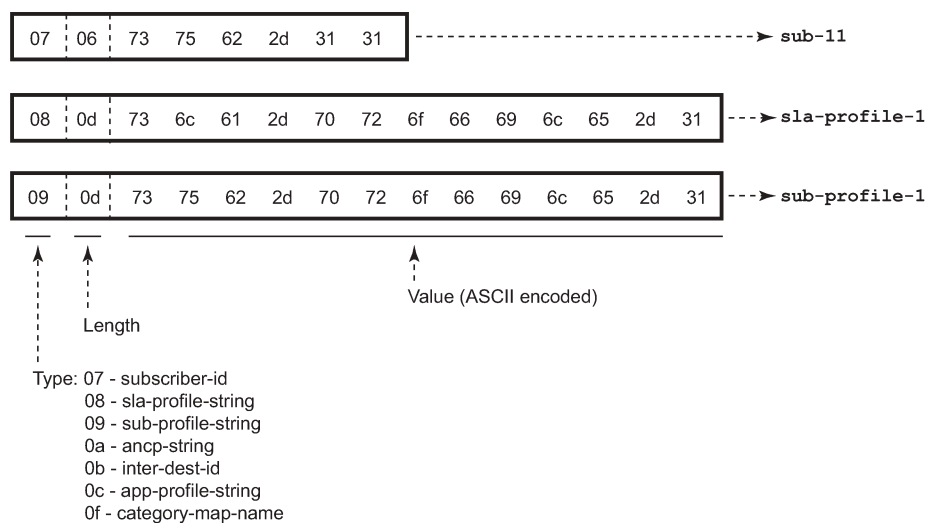 07 06 73 75 62 2d 31 31 sub-11
08 0d 73 6c 61 2d 70 72 6f 66 69 6c 65 2d 31 sla-profile-1
09 0d 73 75 62 2d 70 72 6f 66 69 6c 65 2d 31 sub-profile-1
Value (ASCII encoded)
Length
Type: 07 - subscriber-id
08 - sla-profile-string
09 - sub-profile-string
0a - ancp-string
0b - inter-dest-id
0c - app-profile-string
0f - category-map-name